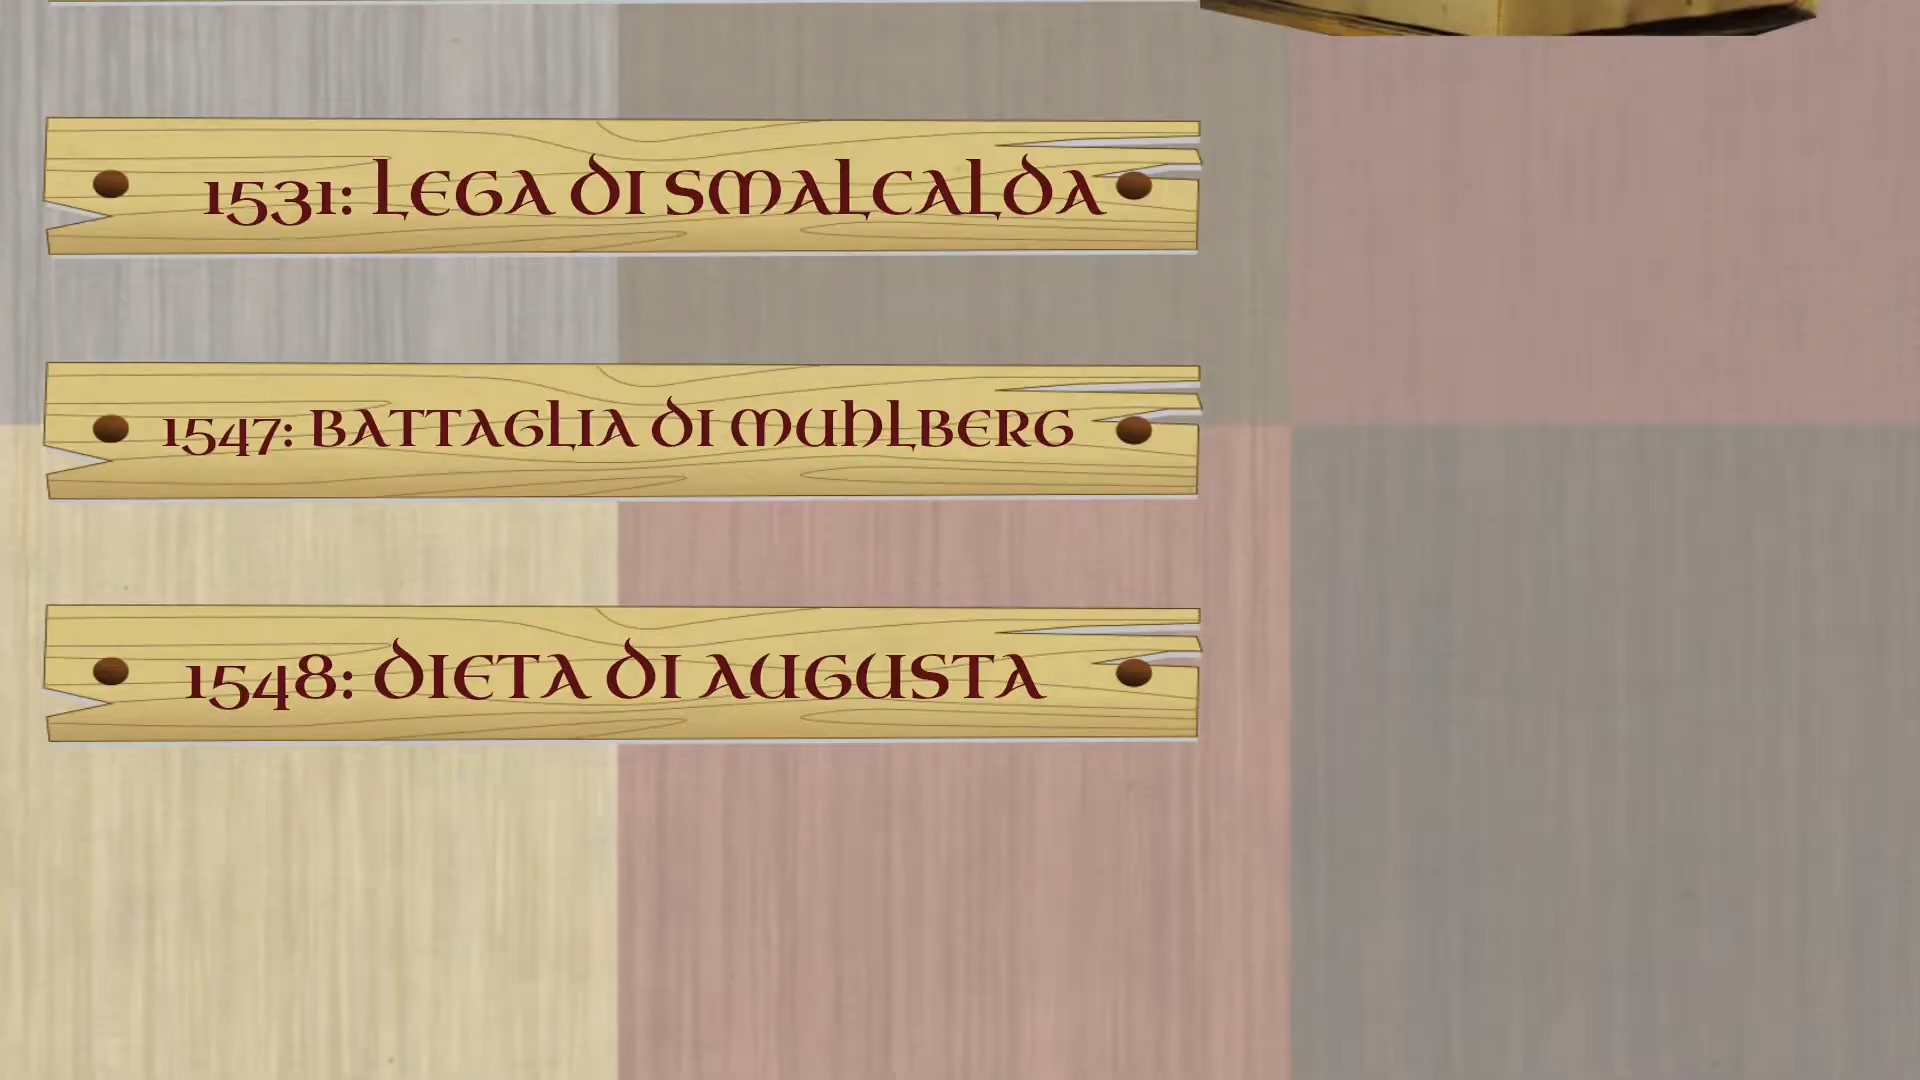 1531: LEGA DI SMALCALDA
1547: BATTAGLIA DI MUHLBERG
1548: DIETA DI AUGUSTA